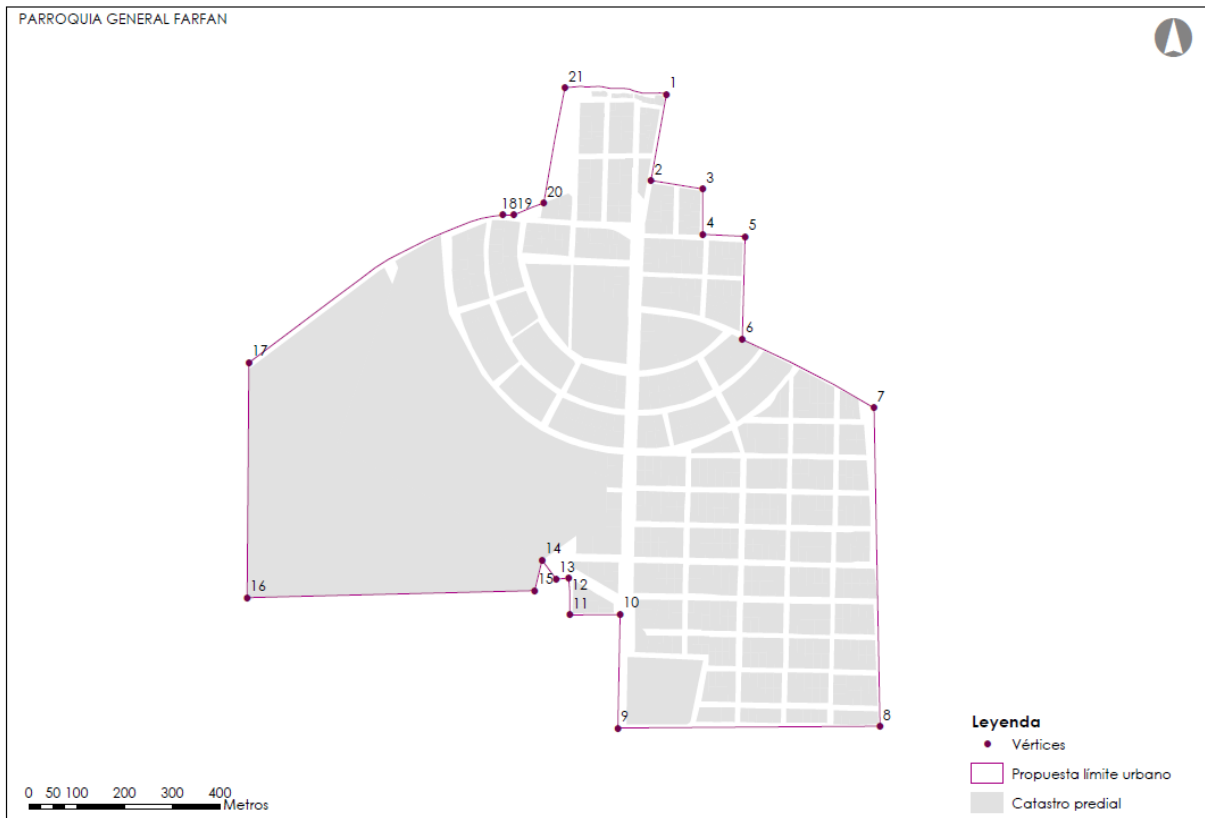 PARROQUIA GENERAL FARFAN
21
1
2
3
20
18 19
4
5
6
17
7
14
13
15
12
16
11
10
9
8
Leyenda
Vértices
Propuesta límite urbano
Catastro predial
0 50 100 200 300 400
Metros